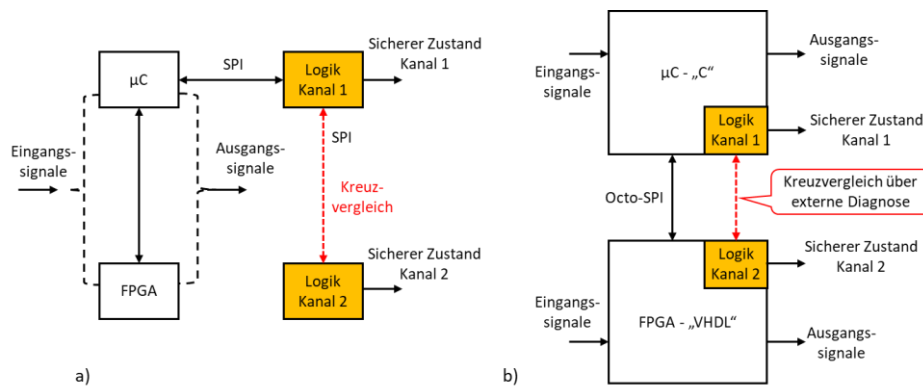 µC
SPI
Logik
Kanal 1
Sicherer Zustand
Kanal 1
Eingangs-
signale
Ausgangs-
signale
SPI
Kreuz-
vergleich
FPGA
Logik
Kanal 2
Sicherer Zustand
Kanal 2
a)
Eingangs-
signale
µC - „C“
Ausgangs-
signale
Logik
Kanal 1
Sicherer Zustand
Kanal 1
Octo-SPI
Kreuzvergleich über
externe Diagnose
Logik
Kanal 2
Sicherer Zustand
Kanal 2
Eingangs-
signale
FPGA - „VHDL“
Ausgangs-
signale
b)